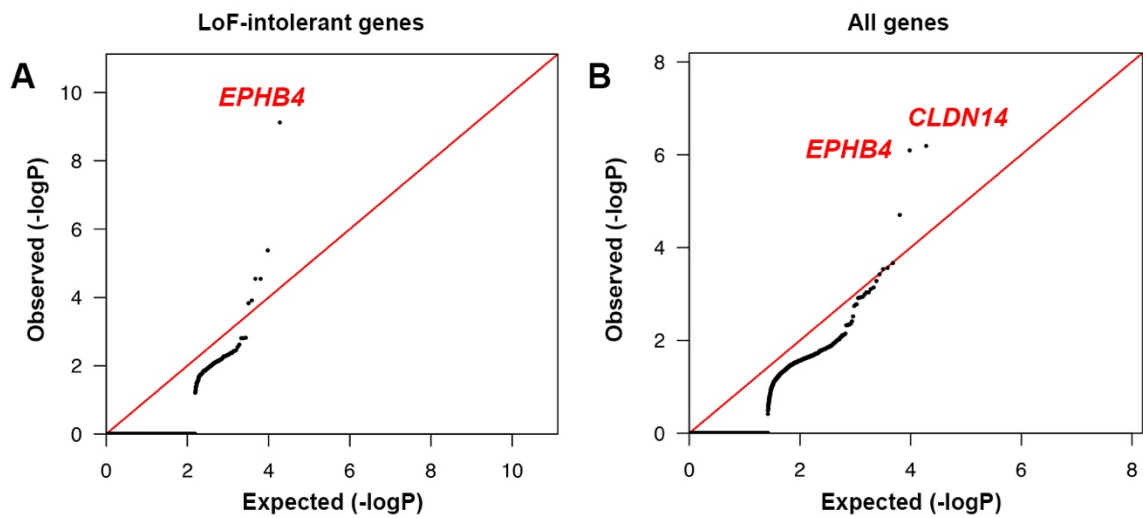 LoF-intolerant genes
A
EPHB4
10
8
6
4
2
0
0 2 4 6 8 10
Observed (-logP)
Expected (-logP)
All genes
B
CLDN14
EPHB4
8
6
4
2
0
0 2 4 6 8
Observed (-logP)
Expected (-logP)